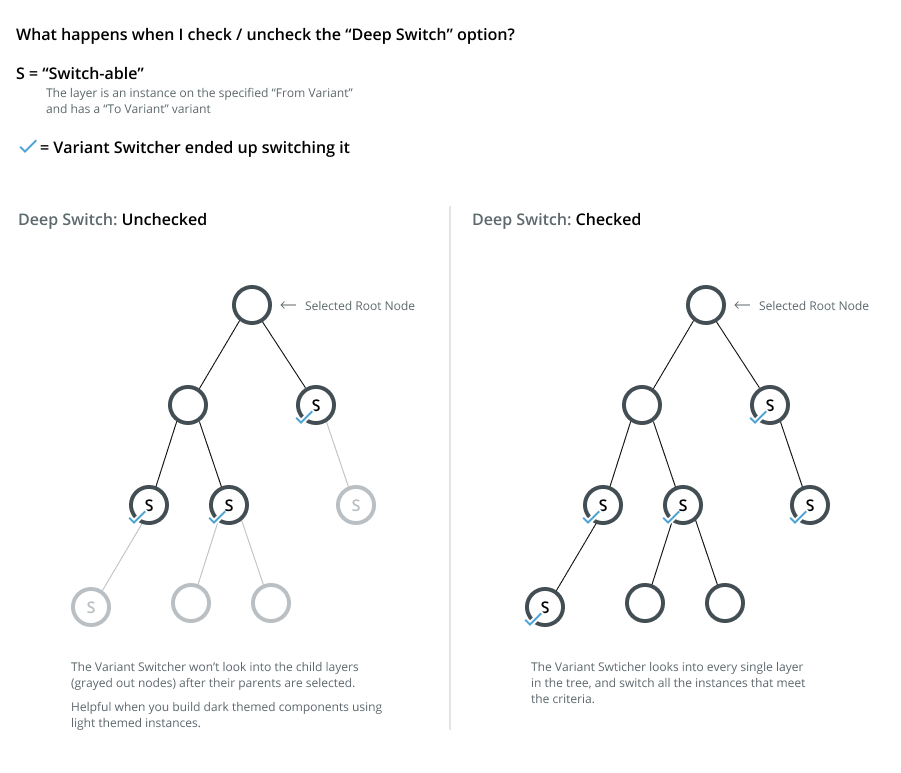 What happens when I check / uncheck the “Deep Switch” option?
S = “Switch-able”
The layer is an instance on the specified “From Variant”
and has a “To Variant” variant
= Variant Switcher ended up switching it
Deep Switch: Unchecked
Selected Root Node
S
S
S
S
S
The Variant Switcher won’t look into the child layers
(grayed out nodes) after their parents are selected.
Helpful when you build dark themed components using
light themed instances.
Deep Switch: Checked
Selected Root Node
S
S
S
S
S
The Variant Swticher looks into every single layer
in the tree, and switch all the instances that meet
the criteria.